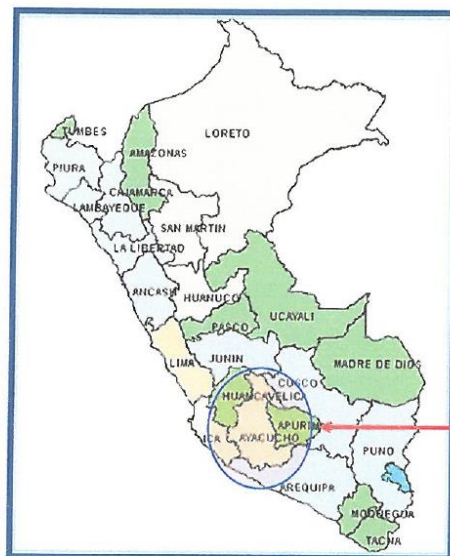 TUMBES
LORETO
AMAZONAS
PIURA
CAJAMARCA
LAMBAYEQUE
SAN MARTIN
LA LIBERTAD
ANCASH
HUANUCO
UCAYALI
PASCO
LIMA
JUNIN
MADRE DE DIOS
CUSCO
HUANCAVELICA
APURIM
ICA
AYACUCHO
PUNO
AREQUIPA
MOQUEGUA
TACNA